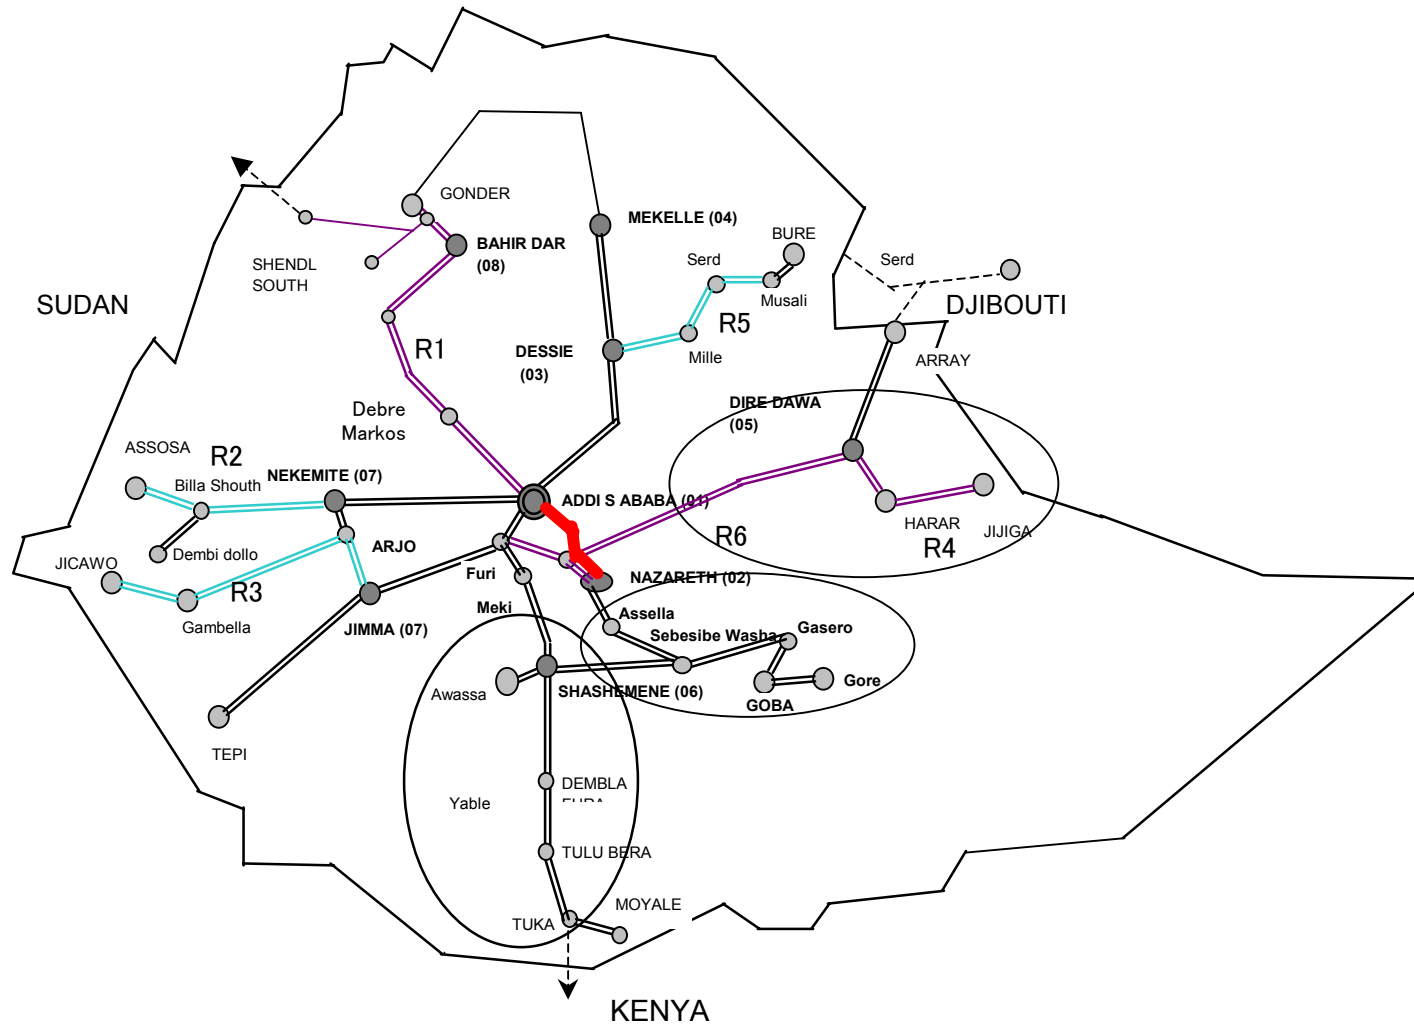 GONDER
MEKELLE (04)
BAHIR DAR
(08)
BURE
Serd
Serd
SHENDL
SOUTH
Musali
SUDAN
DJIBOUTI
R5
R1
DESSIE
(03)
Mille
ARRAY
Debre
Markos
DIRE DAWA
(05)
ASSOSA
R2
NEKEMITE (07)
Billa Shouth
ADDI S ABABA (01)
HARAR
JIJIGA
R4
R6
ARJO
Dembi dollo
JICAWO
Furi
NAZARETH (02)
R3
Meki
Assella
Gambella
JIMMA (07)
Sebesibe Washa
Gasero
Awassa
SHASHEMENE (06)
Gore
GOBA
TEPI
DEMBLA
Yable
TULU BERA
MOYALE
TUKA
KENYA